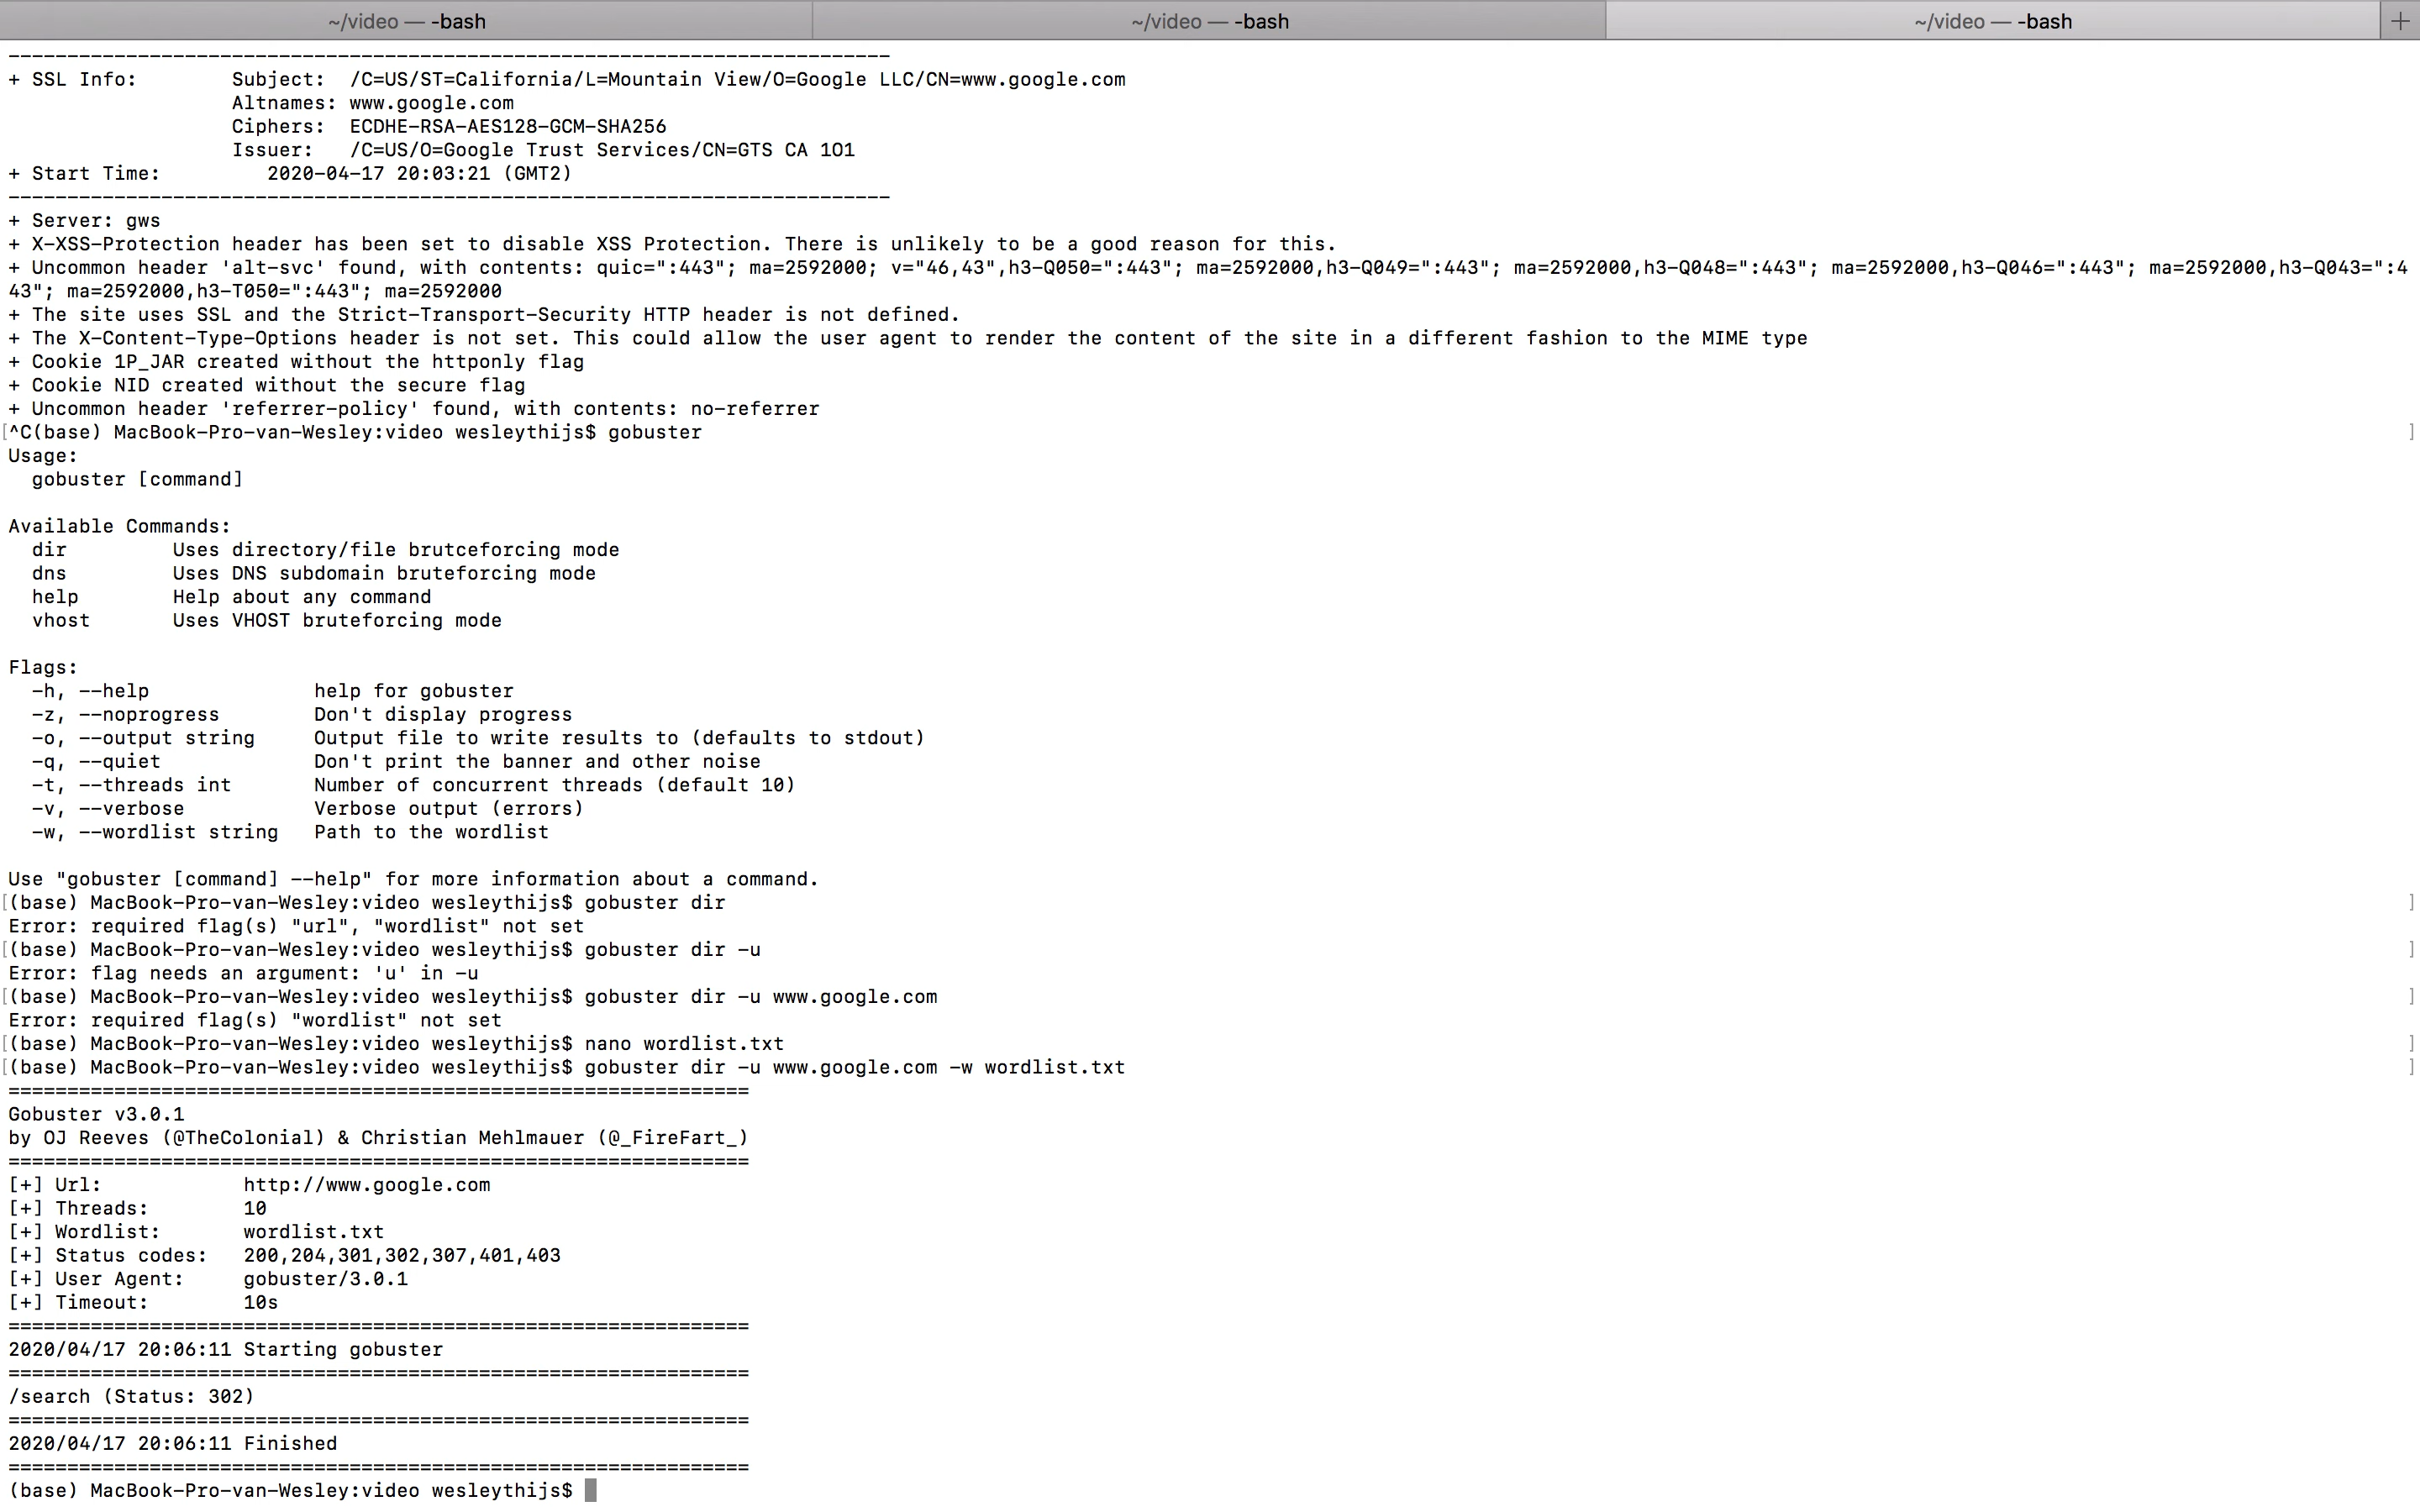 ~/video — -bash ~/video — -bash ~/video — -bash +
---------------------------------------------------------------------------
+ SSL Info:        Subject:  /C=US/ST=California/L=Mountain View/O=Google LLC/CN=www.google.com
                   Altnames: www.google.com
                   Ciphers:  ECDHE-RSA-AES128-GCM-SHA256
                   Issuer:   /C=US/O=Google Trust Services/CN=GTS CA 1O1
+ Start Time:         2020-04-17 20:03:21 (GMT2)
---------------------------------------------------------------------------
+ Server: gws
+ X-XSS-Protection header has been set to disable XSS Protection. There is unlikely to be a good reason for this.
+ Uncommon header 'alt-svc' found, with contents: quic=":443"; ma=2592000; v="46,43",h3-Q050=":443"; ma=2592000,h3-Q049=":443"; ma=2592000,h3-Q048=":443"; ma=2592000,h3-Q046=":443"; ma=2592000,h3-Q043=":4
43"; ma=2592000,h3-T050=":443"; ma=2592000
+ The site uses SSL and the Strict-Transport-Security HTTP header is not defined.
+ The X-Content-Type-Options header is not set. This could allow the user agent to render the content of the site in a different fashion to the MIME type
+ Cookie 1P_JAR created without the httponly flag
+ Cookie NID created without the secure flag
+ Uncommon header 'referrer-policy' found, with contents: no-referrer
[^C(base) MacBook-Pro-van-Wesley:video wesleythijs$ gobuster ]
Usage:
  gobuster [command]

Available Commands:
  dir         Uses directory/file brutceforcing mode
  dns         Uses DNS subdomain bruteforcing mode
  help        Help about any command
  vhost       Uses VHOST bruteforcing mode

Flags:
  -h, --help              help for gobuster
  -z, --noprogress        Don't display progress
  -o, --output string     Output file to write results to (defaults to stdout)
  -q, --quiet             Don't print the banner and other noise
  -t, --threads int       Number of concurrent threads (default 10)
  -v, --verbose           Verbose output (errors)
  -w, --wordlist string   Path to the wordlist

Use "gobuster [command] --help" for more information about a command.
[(base) MacBook-Pro-van-Wesley:video wesleythijs$ gobuster dir ]
Error: required flag(s) "url", "wordlist" not set
[(base) MacBook-Pro-van-Wesley:video wesleythijs$ gobuster dir -u ]
Error: flag needs an argument: 'u' in -u
[(base) MacBook-Pro-van-Wesley:video wesleythijs$ gobuster dir -u www.google.com ]
Error: required flag(s) "wordlist" not set
[(base) MacBook-Pro-van-Wesley:video wesleythijs$ nano wordlist.txt ]
[(base) MacBook-Pro-van-Wesley:video wesleythijs$ gobuster dir -u www.google.com -w wordlist.txt ]
===============================================================
Gobuster v3.0.1
by OJ Reeves (@TheColonial) & Christian Mehlmauer (@_FireFart_)
===============================================================
[+] Url:            http://www.google.com
[+] Threads:        10
[+] Wordlist:       wordlist.txt
[+] Status codes:   200,204,301,302,307,401,403
[+] User Agent:     gobuster/3.0.1
[+] Timeout:        10s
===============================================================
2020/04/17 20:06:11 Starting gobuster
===============================================================
/search (Status: 302)
===============================================================
2020/04/17 20:06:11 Finished
===============================================================
(base) MacBook-Pro-van-Wesley:video wesleythijs$